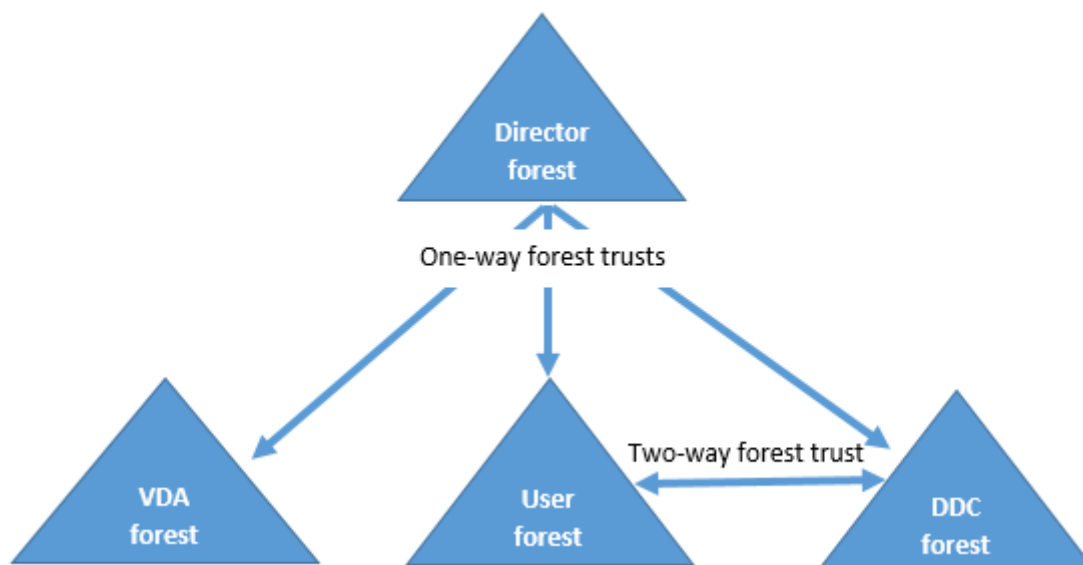 Director
forest
One-way forest trusts
Two-way forest trust
VDA
forest
User
forest
DDC
forest